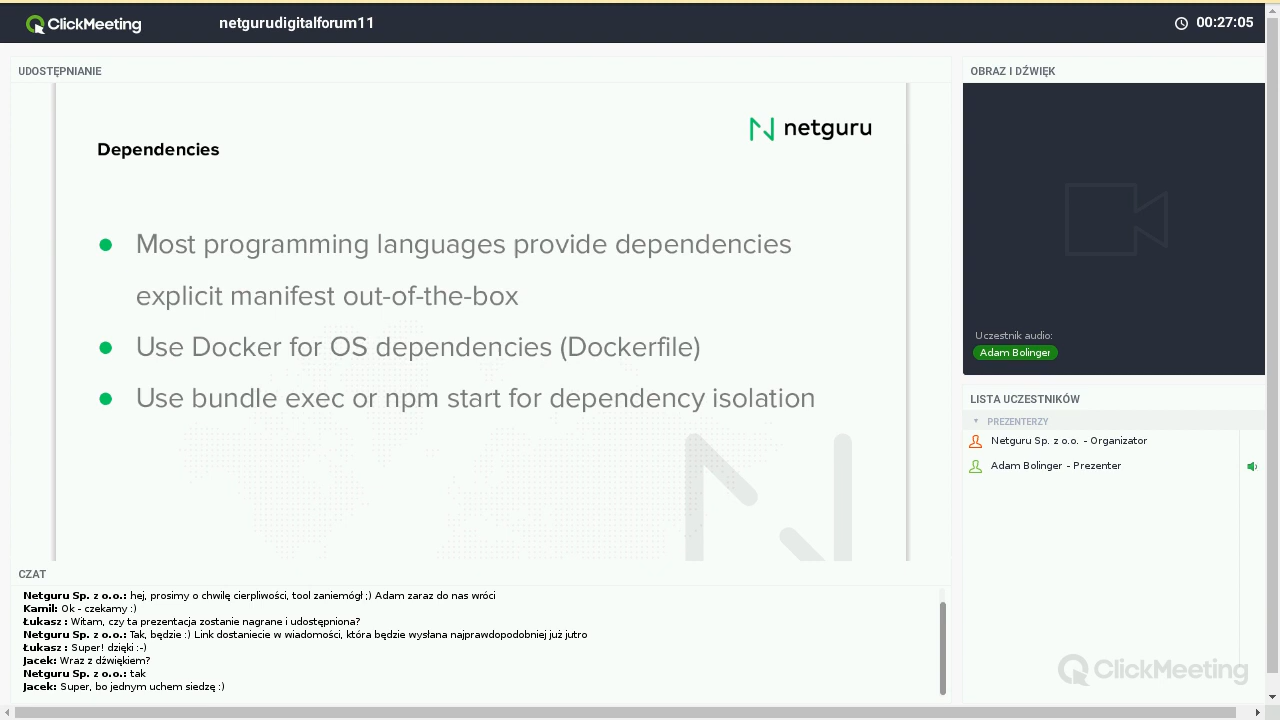 ClickMeeting
netgurudigitalforum11
00:27:05
UDOSTĘPNIANIE
netguru
Dependencies
Most programming languages provide dependencies
explicit manifest out-of-the-box
Use Docker for OS dependencies (Dockerfile)
Use bundle exec or npm start for dependency isolation
CZAT
Netguru Sp. z o.o.: hej, prosimy o chwilę cierpliwości, tool zaniemógł ;) Adam zaraz do nas wróci
Kamil: Ok - czekamy :)
Łukasz : Witam, czy ta prezentacja zostanie nagrane i udostępniona?
Netguru Sp. z o.o.: Tak, będzie :) Link dostaniecie w wiadomości, która będzie wysłana najprawdopodobniej już jutro
Łukasz : Super! dzięki :-)
Jacek: Wraz z dźwiękiem?
Netguru Sp. z o.o.: tak
Jacek: Super, bo jednym uchem siedzę :)
OBRAZ I DŹWIĘK
Uczestnik audio:
Adam Bolinger
LISTA UCZESTNIKÓW
PREZENTERZY
Netguru Sp. z o.o. - Organizator
Adam Bolinger - Prezenter
ClickMeeting